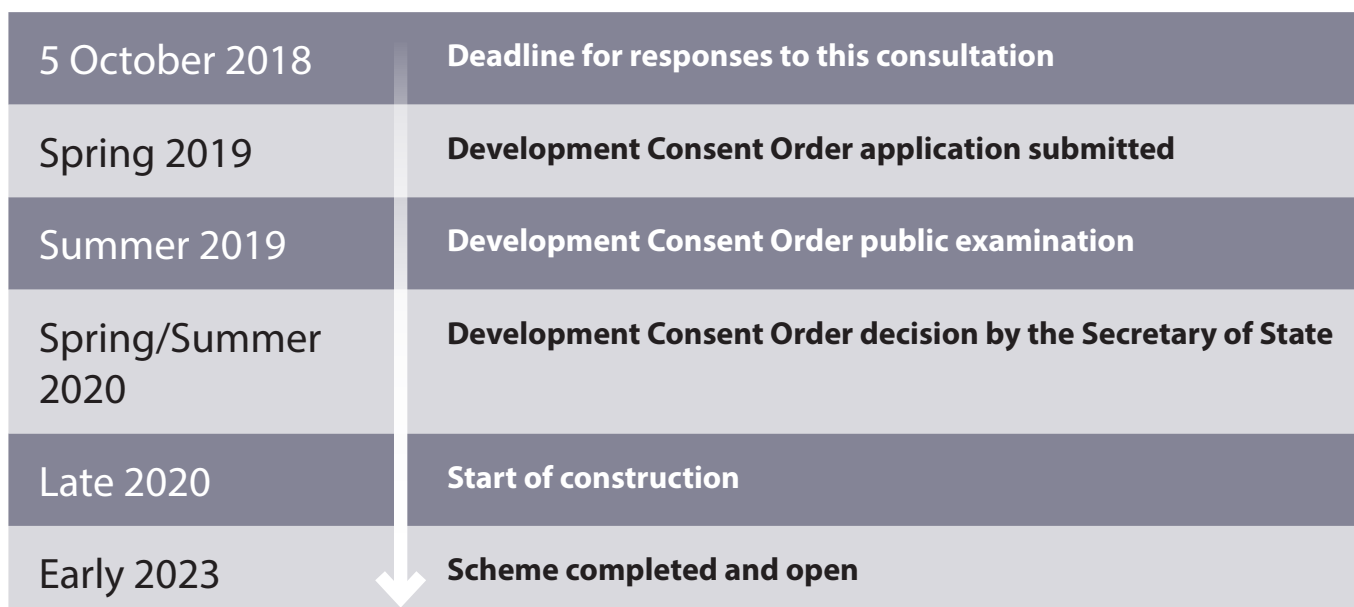 5 October 2018
Deadline for responses to this consultation
Spring 2019
Development Consent Order application submitted
Summer 2019
Development Consent Order public examination
Spring/Summer
2020
Development Consent Order decision by the Secretary of State
Late 2020
Start of construction
Early 2023
Scheme completed and open